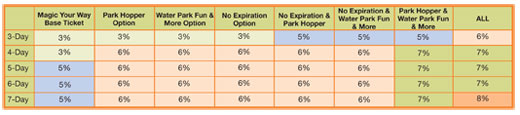 Magic Your Way Base Ticket | Park Hopper Option | Water Park Fun & More Option | No Expiration Option | No Expiration & Park Hopper | No Expiration & Water Park Fun & More | Park Hopper & Water Park Fun & More | ALL
3-Day | 3% | 3% | 3% | 3% | 5% | 5% | 5% | 6%
4-Day | 3% | 6% | 6% | 6% | 6% | 6% | 7% | 7%
5-Day | 5% | 6% | 6% | 6% | 6% | 6% | 7% | 7%
6-Day | 5% | 6% | 6% | 6% | 6% | 6% | 7% | 7%
7-Day | 5% | 6% | 6% | 6% | 6% | 6% | 7% | 8%